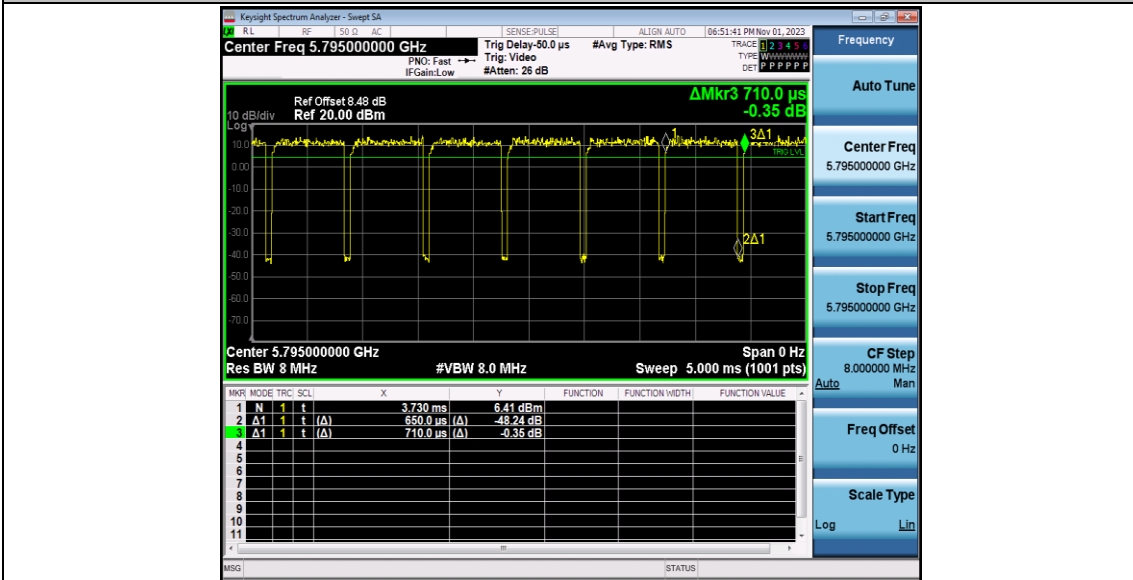 Keysight Spectrum Analyzer - Swept SA
RL RF 50 Ω AC SENSE:PULSE ALIGN AUTO 06:51:41 PM Nov 01, 2023
Center Freq 5.795000000 GHz
PNO: Fast
IFGain:Low
Trig Delay-50.0 µs
Trig: Video
#Atten: 26 dB
#Avg Type: RMS
TRACE 1 2 3 4 5 6
TYPE W
DET P P P P P P
ΔMkr3 710.0 µs
-0.35 dB
Ref Offset 8.48 dB
10 dB/div Ref 20.00 dBm
Log
10.0
0.00
-10.0
-20.0
-30.0
-40.0
-50.0
-60.0
-70.0
1
3Δ1
TRIG LVL
2Δ1
Center 5.795000000 GHz Span 0 Hz
Res BW 8 MHz #VBW 8.0 MHz Sweep 5.000 ms (1001 pts)
MKR MODE TRC SCL X Y FUNCTION FUNCTION WIDTH FUNCTION VALUE
1 N 1 t 3.730 ms 6.41 dBm
2 Δ1 1 t (Δ) 650.0 µs (Δ) -48.24 dB
3 Δ1 1 t (Δ) 710.0 µs (Δ) -0.35 dB
4
5
6
7
8
9
10
11
MSG STATUS
Frequency
Auto Tune
Center Freq
5.795000000 GHz
Start Freq
5.795000000 GHz
Stop Freq
5.795000000 GHz
CF Step
8.000000 MHz
Auto Man
Freq Offset
0 Hz
Scale Type
Log Lin